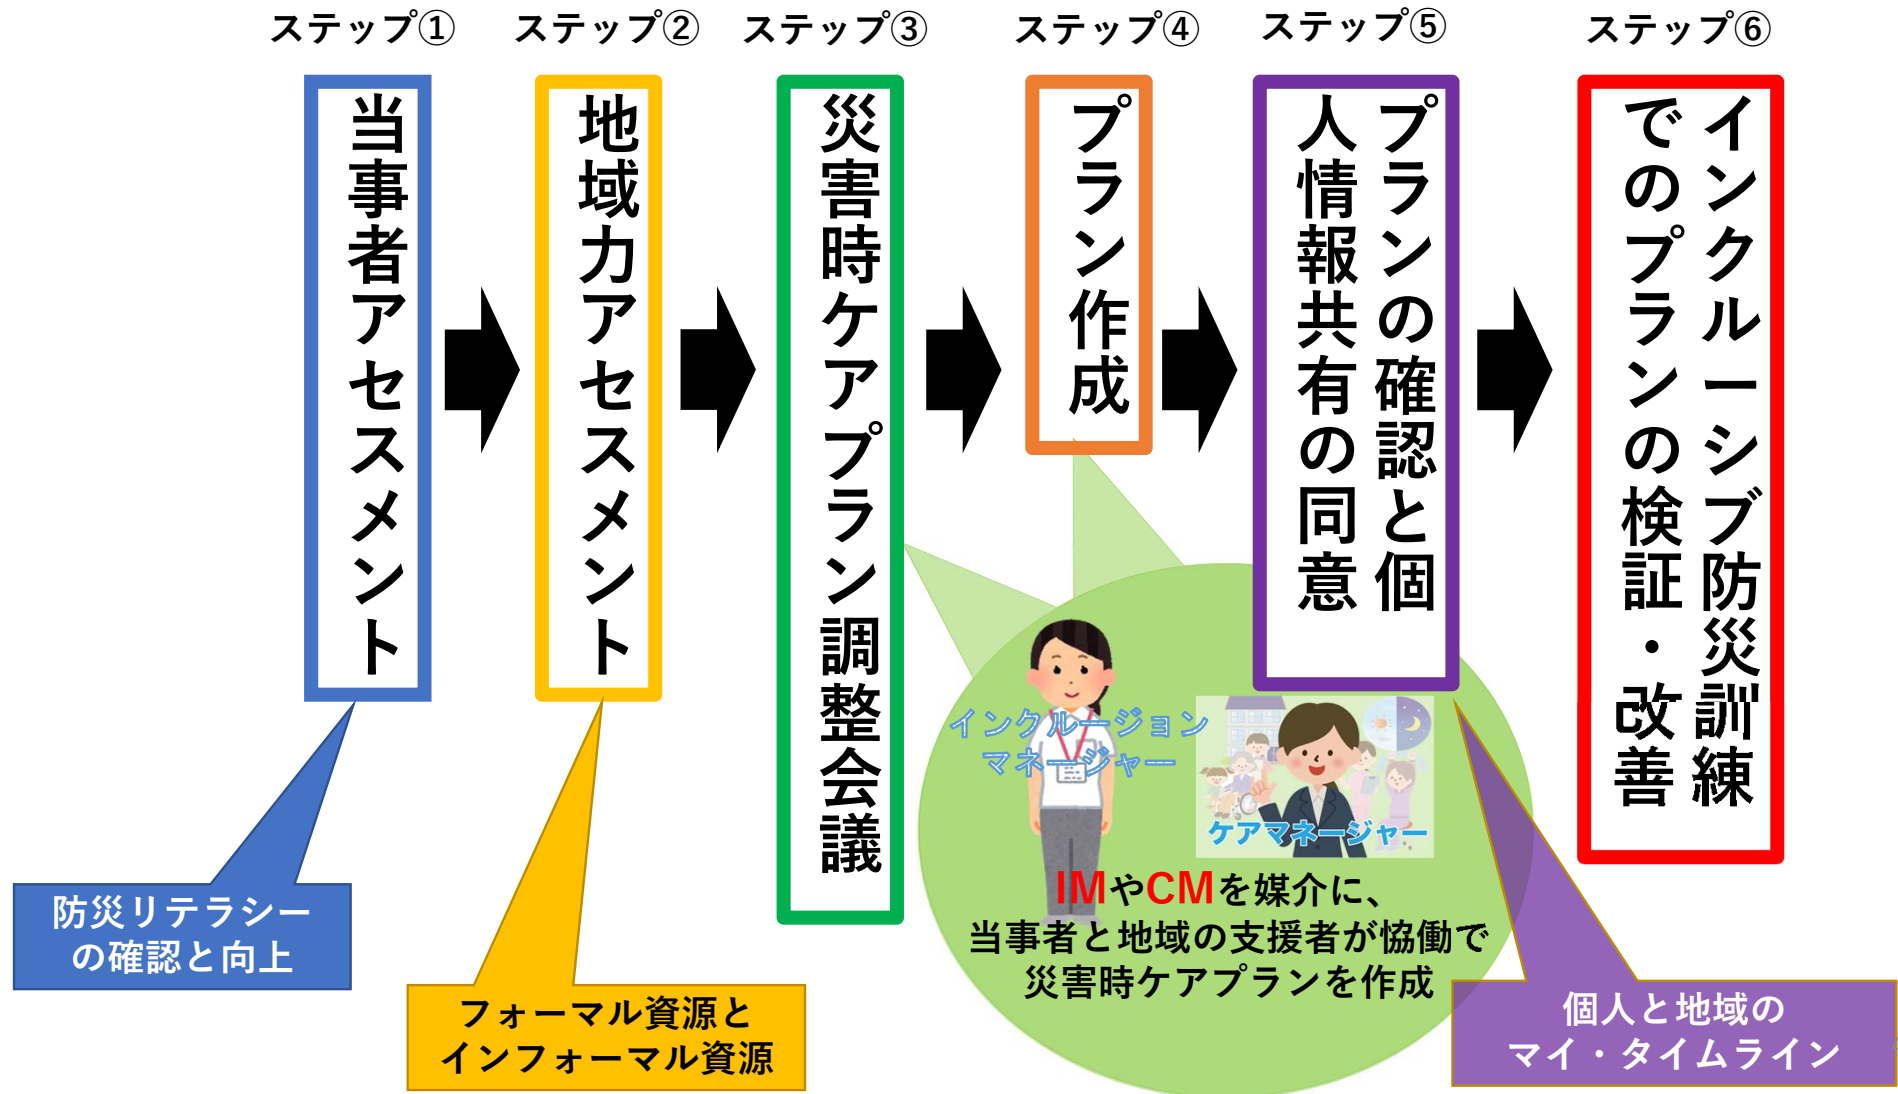 ステップ①
ステップ②
ステップ③
ステップ④
ステップ⑤
ステップ⑥
当事者アセスメント
地域力アセスメント
災害時ケアプラン調整会議
プラン作成
プランの確認と個
人情報共有の同意
インクルーシブ防災訓練
でのプランの検証・改善
防災リテラシー
の確認と向上
フォーマル資源と
インフォーマル資源
インクルージョン
マネージャー
ケアマネージャー
IMやCMを媒介に、
当事者と地域の支援者が協働で
災害時ケアプランを作成
個人と地域の
マイ・タイムライン